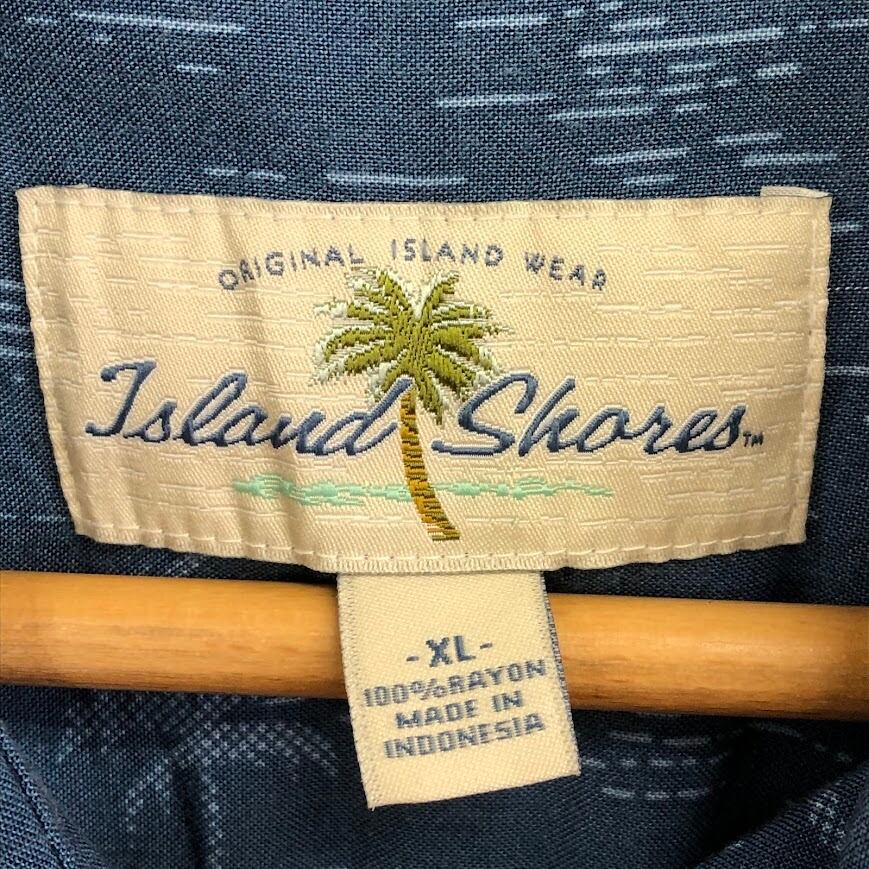 ORIGINAL ISLAND WEAR
Island Shores™
-XL-
100%RAYON
MADE IN
INDONESIA